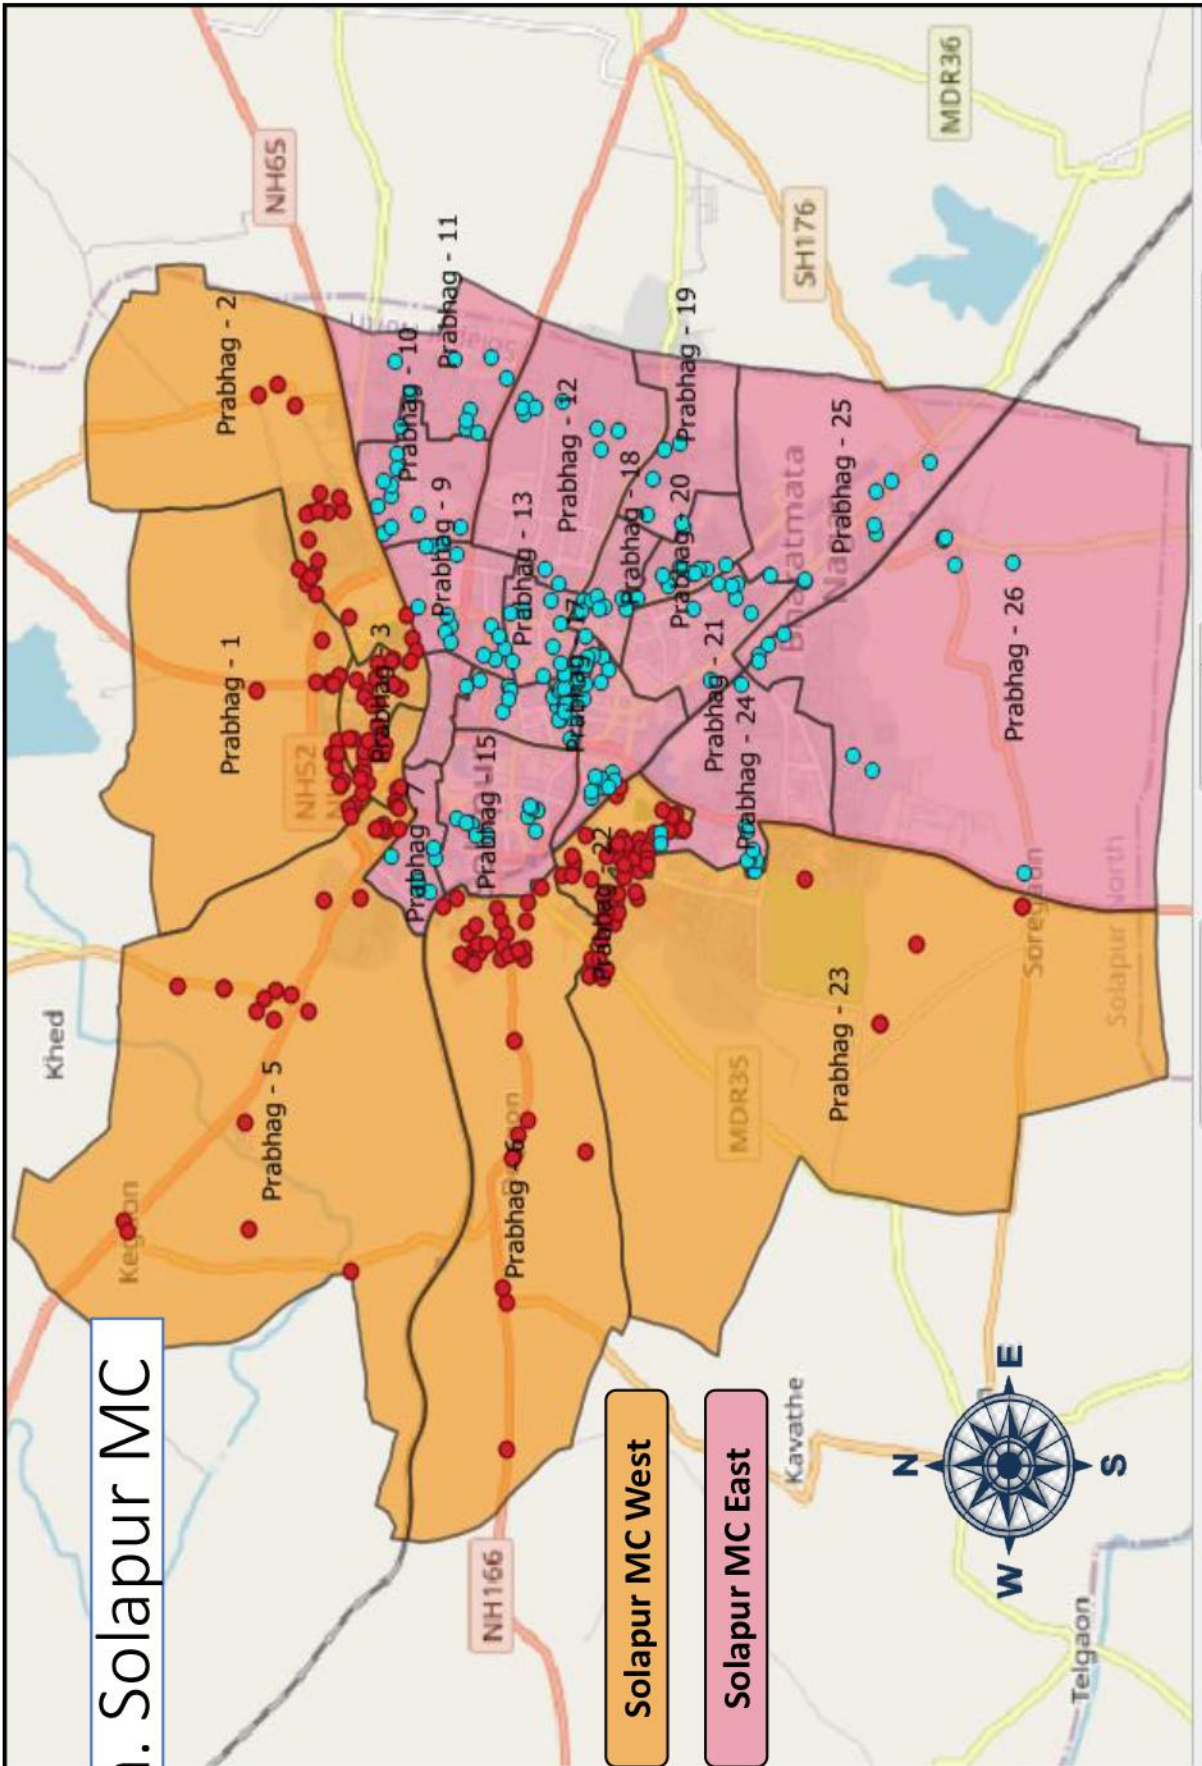 . Solapur MC
Khed
NH65
MDR36
Prabhag - 2
Prabhag - 11
Prabhag - 10
SH176
Prabhag - 1
NH52
Prabhag - 3
Prabhag - 9
Prabhag - 12
Prabhag - 19
Prabhag - 13
Prabhag - 18
Prabhag - 20
Prabhag - 25
Prabhag - 7
Prabhag - 15
Prabhag
Prabhag - 21
Prabhag - 24
Prabhag - 26
Prabhag - 5
Prabhag - 6
Prabhag - 22
Prabhag - 23
MDR35
Soregaon
Solapur North
NH166
Kavathe
Telgaon
Solapur MC West
Solapur MC East
N
E
S
W